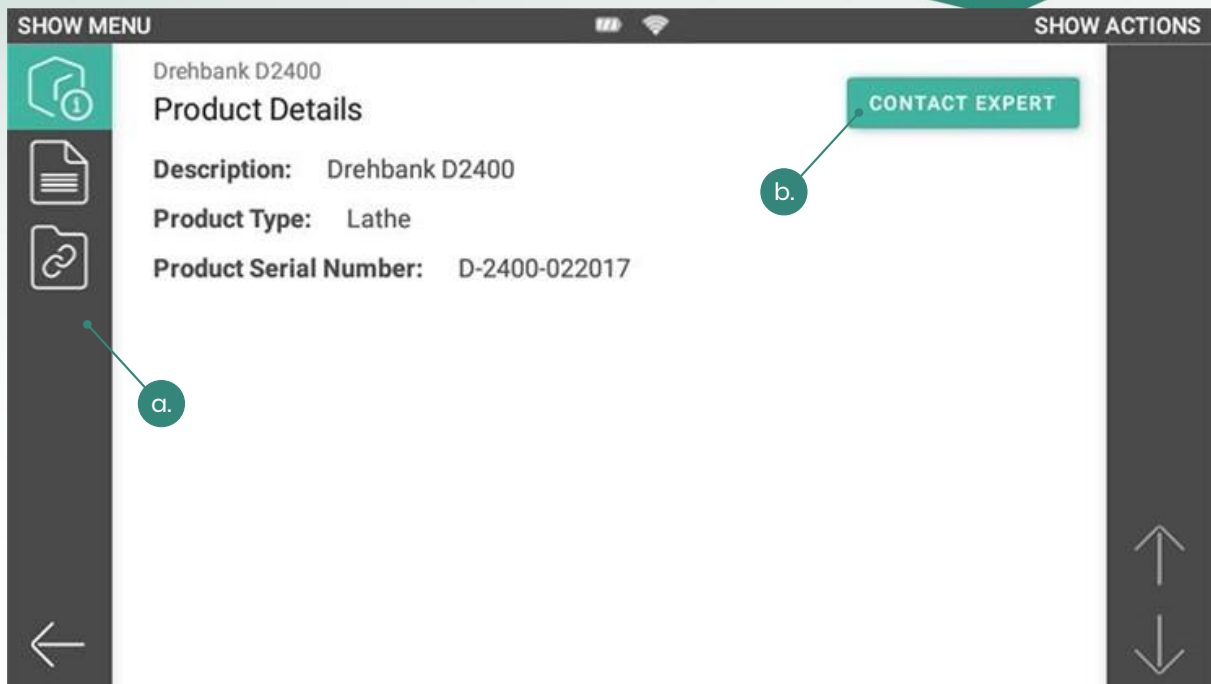 SHOW MENU
SHOW ACTIONS
Drehbank D2400
Product Details
CONTACT EXPERT
Description: Drehbank D2400
b.
Product Type: Lathe
Product Serial Number: D-2400-022017
a.